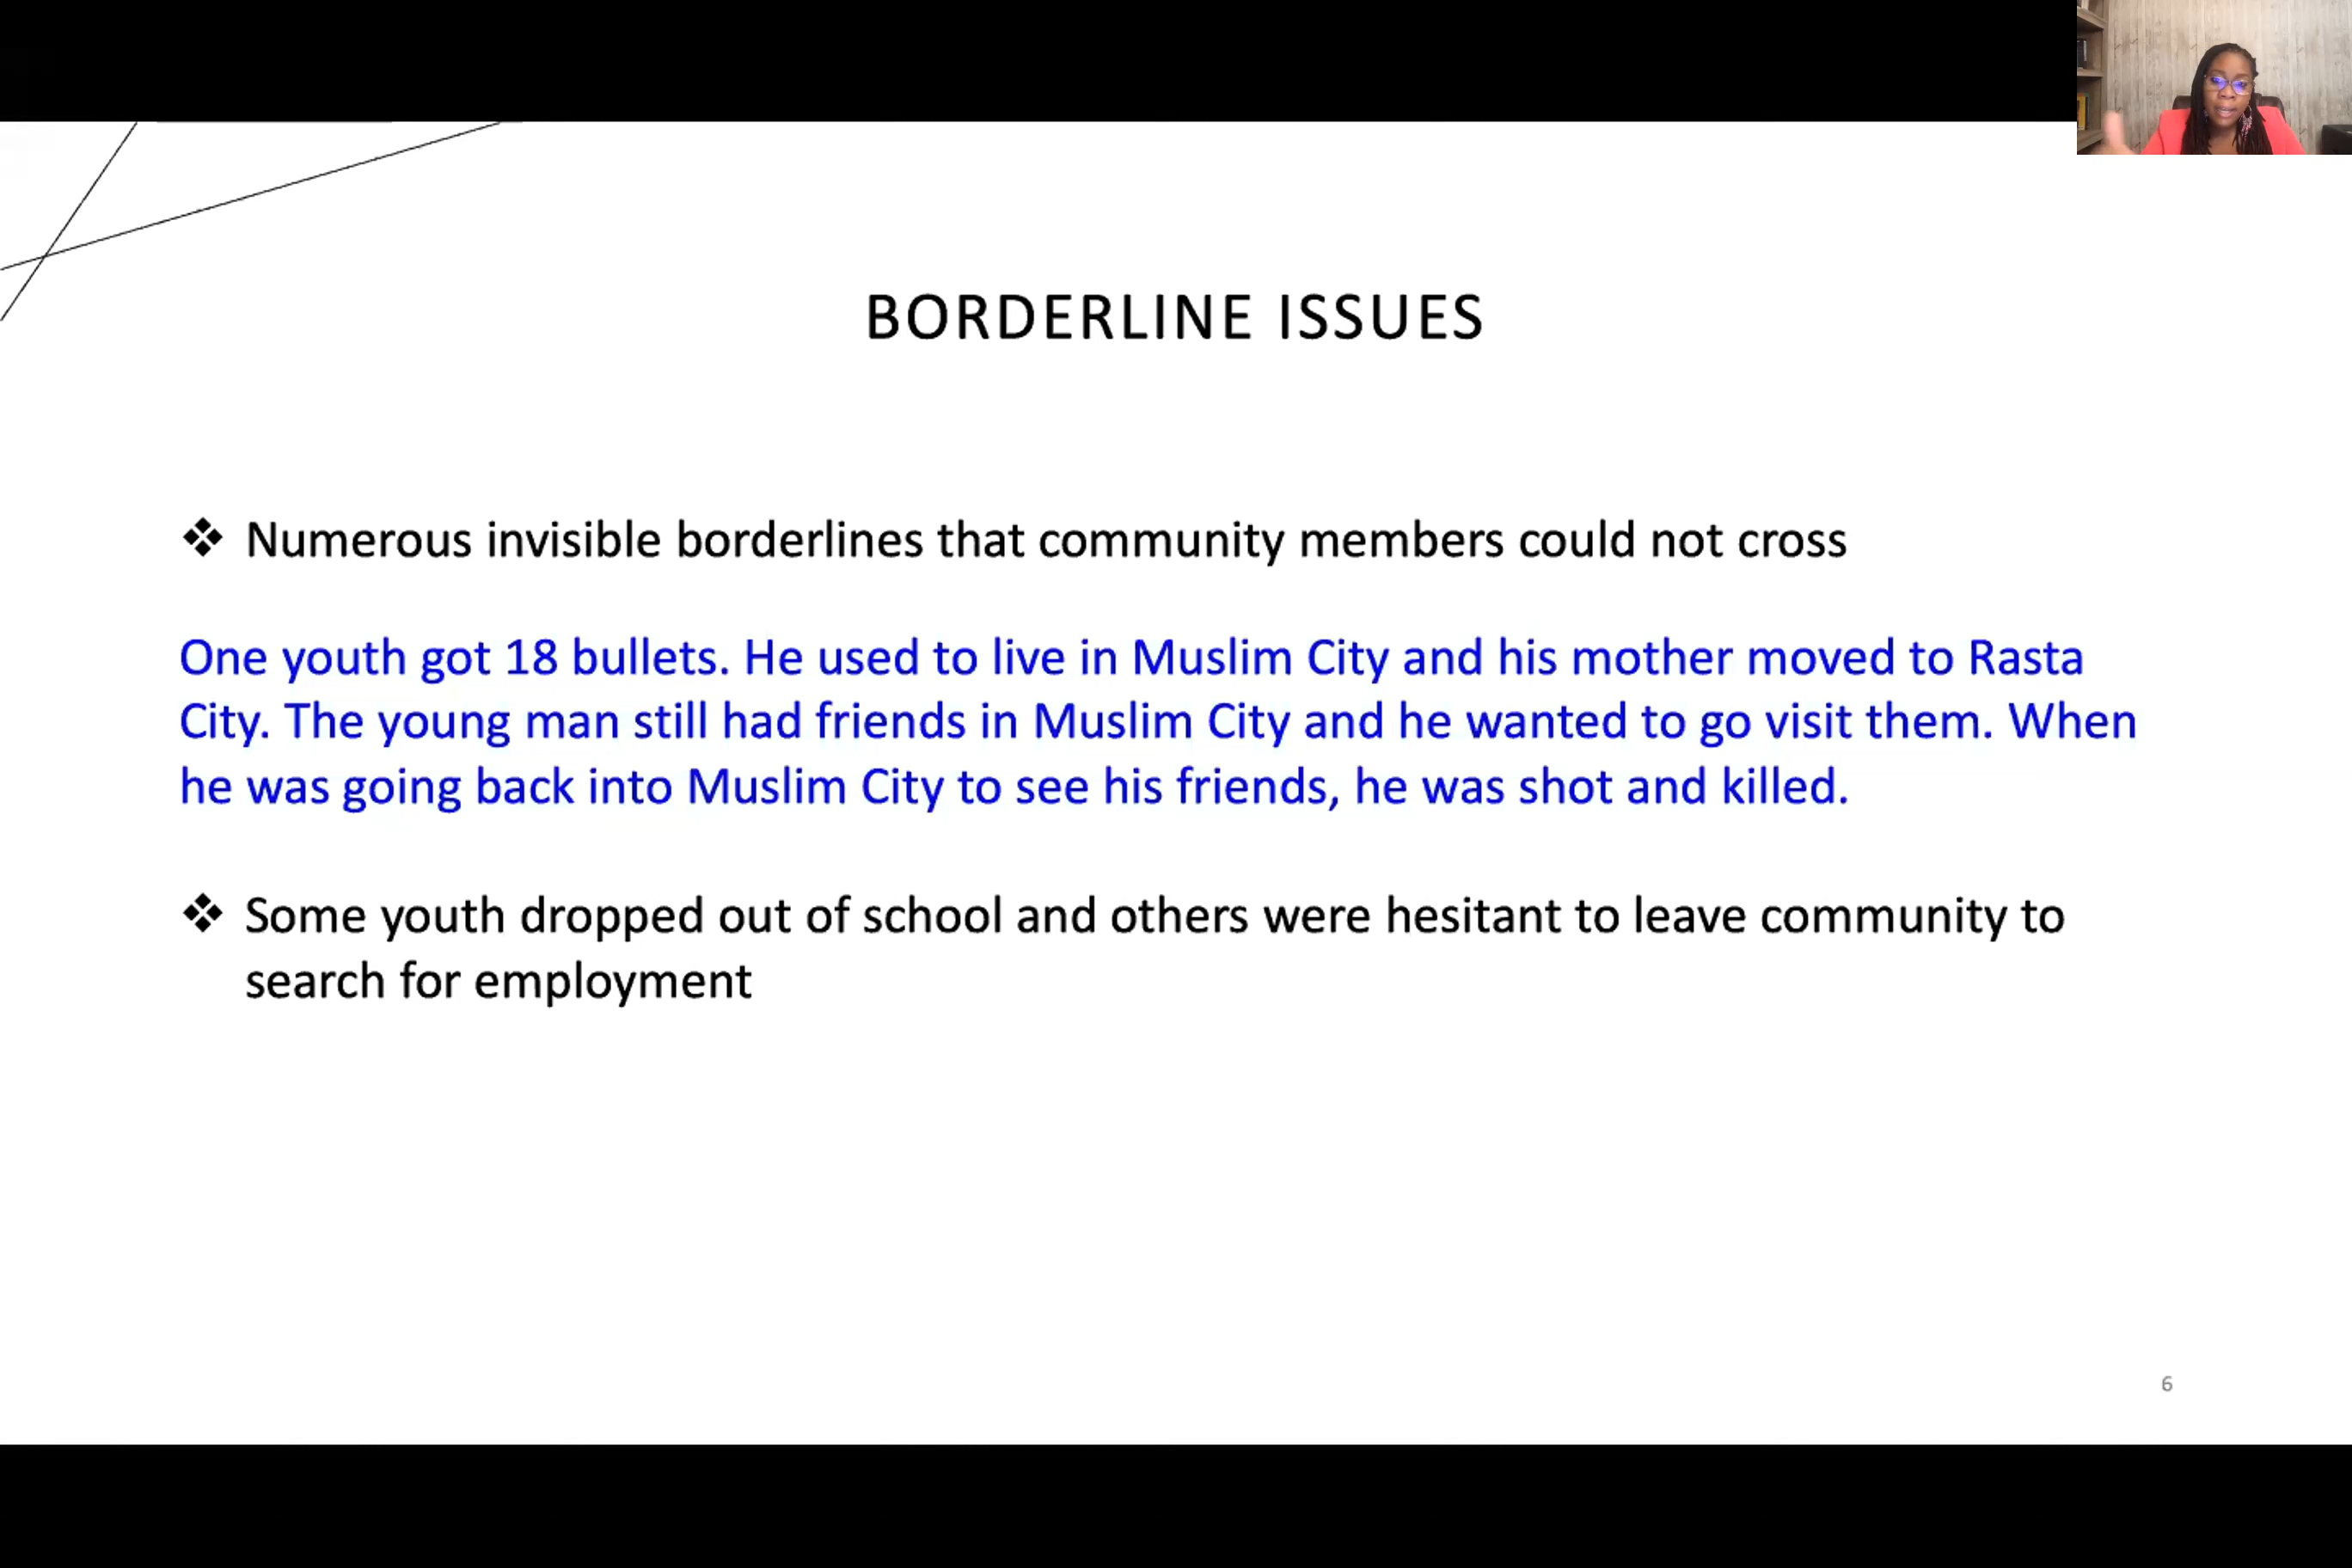 BORDERLINE ISSUES
❖ Numerous invisible borderlines that community members could not cross
One youth got 18 bullets. He used to live in Muslim City and his mother moved to Rasta
City. The young man still had friends in Muslim City and he wanted to go visit them. When
he was going back into Muslim City to see his friends, he was shot and killed.
❖ Some youth dropped out of school and others were hesitant to leave community to
search for employment
6